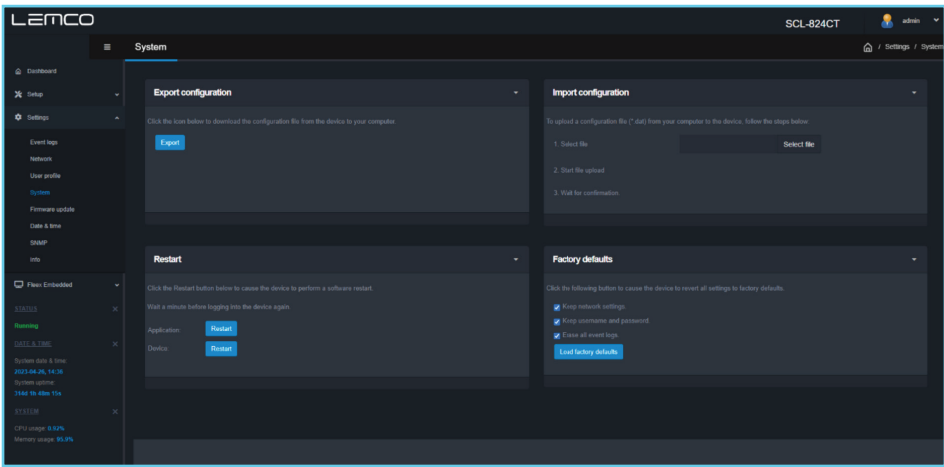 LEMCO
SCL-824CT
admin
System
/ Settings / System
Dashboard
Setup
Settings
Event logs
Network
User profile
System
Firmware update
Date & time
SNMP
Info
Fleex Embedded
STATUS
Running
DATE & TIME
System date & time:
2023-04-26, 14:36
System uptime:
314d 1h 48m 15s
SYSTEM
CPU usage: 0.02%
Memory usage: 95.0%
Export configuration
Click the icon below to download the configuration file from the device to your computer.
Export
Import configuration
To upload a configuration file (*.dat) from your computer to the device, follow the steps below:
1. Select file
Select file
2. Start file upload
3. Wait for confirmation
Restart
Click the Restart button below to cause the device to perform a software restart.
Wait a minute before logging into the device again.
Application:
Restart
Device:
Restart
Factory defaults
Click the following button to cause the device to revert all settings to factory defaults.
Keep network settings
Keep username and password.
Erase all event logs.
Load factory defaults